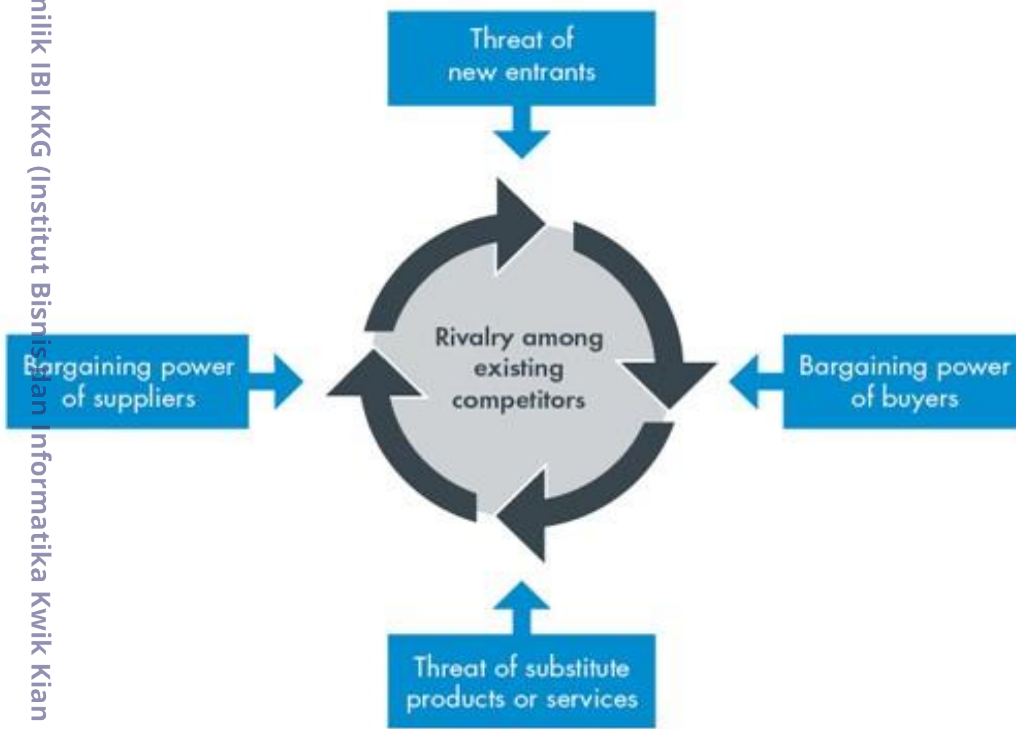 Threat of
new entrants
Rivalry among
existing
competitors
Bargaining power
of suppliers
Bargaining power
of buyers
Threat of substitute
products or services
milik IBI KKG (Institut Bisnis dan Informatika Kwik Kian